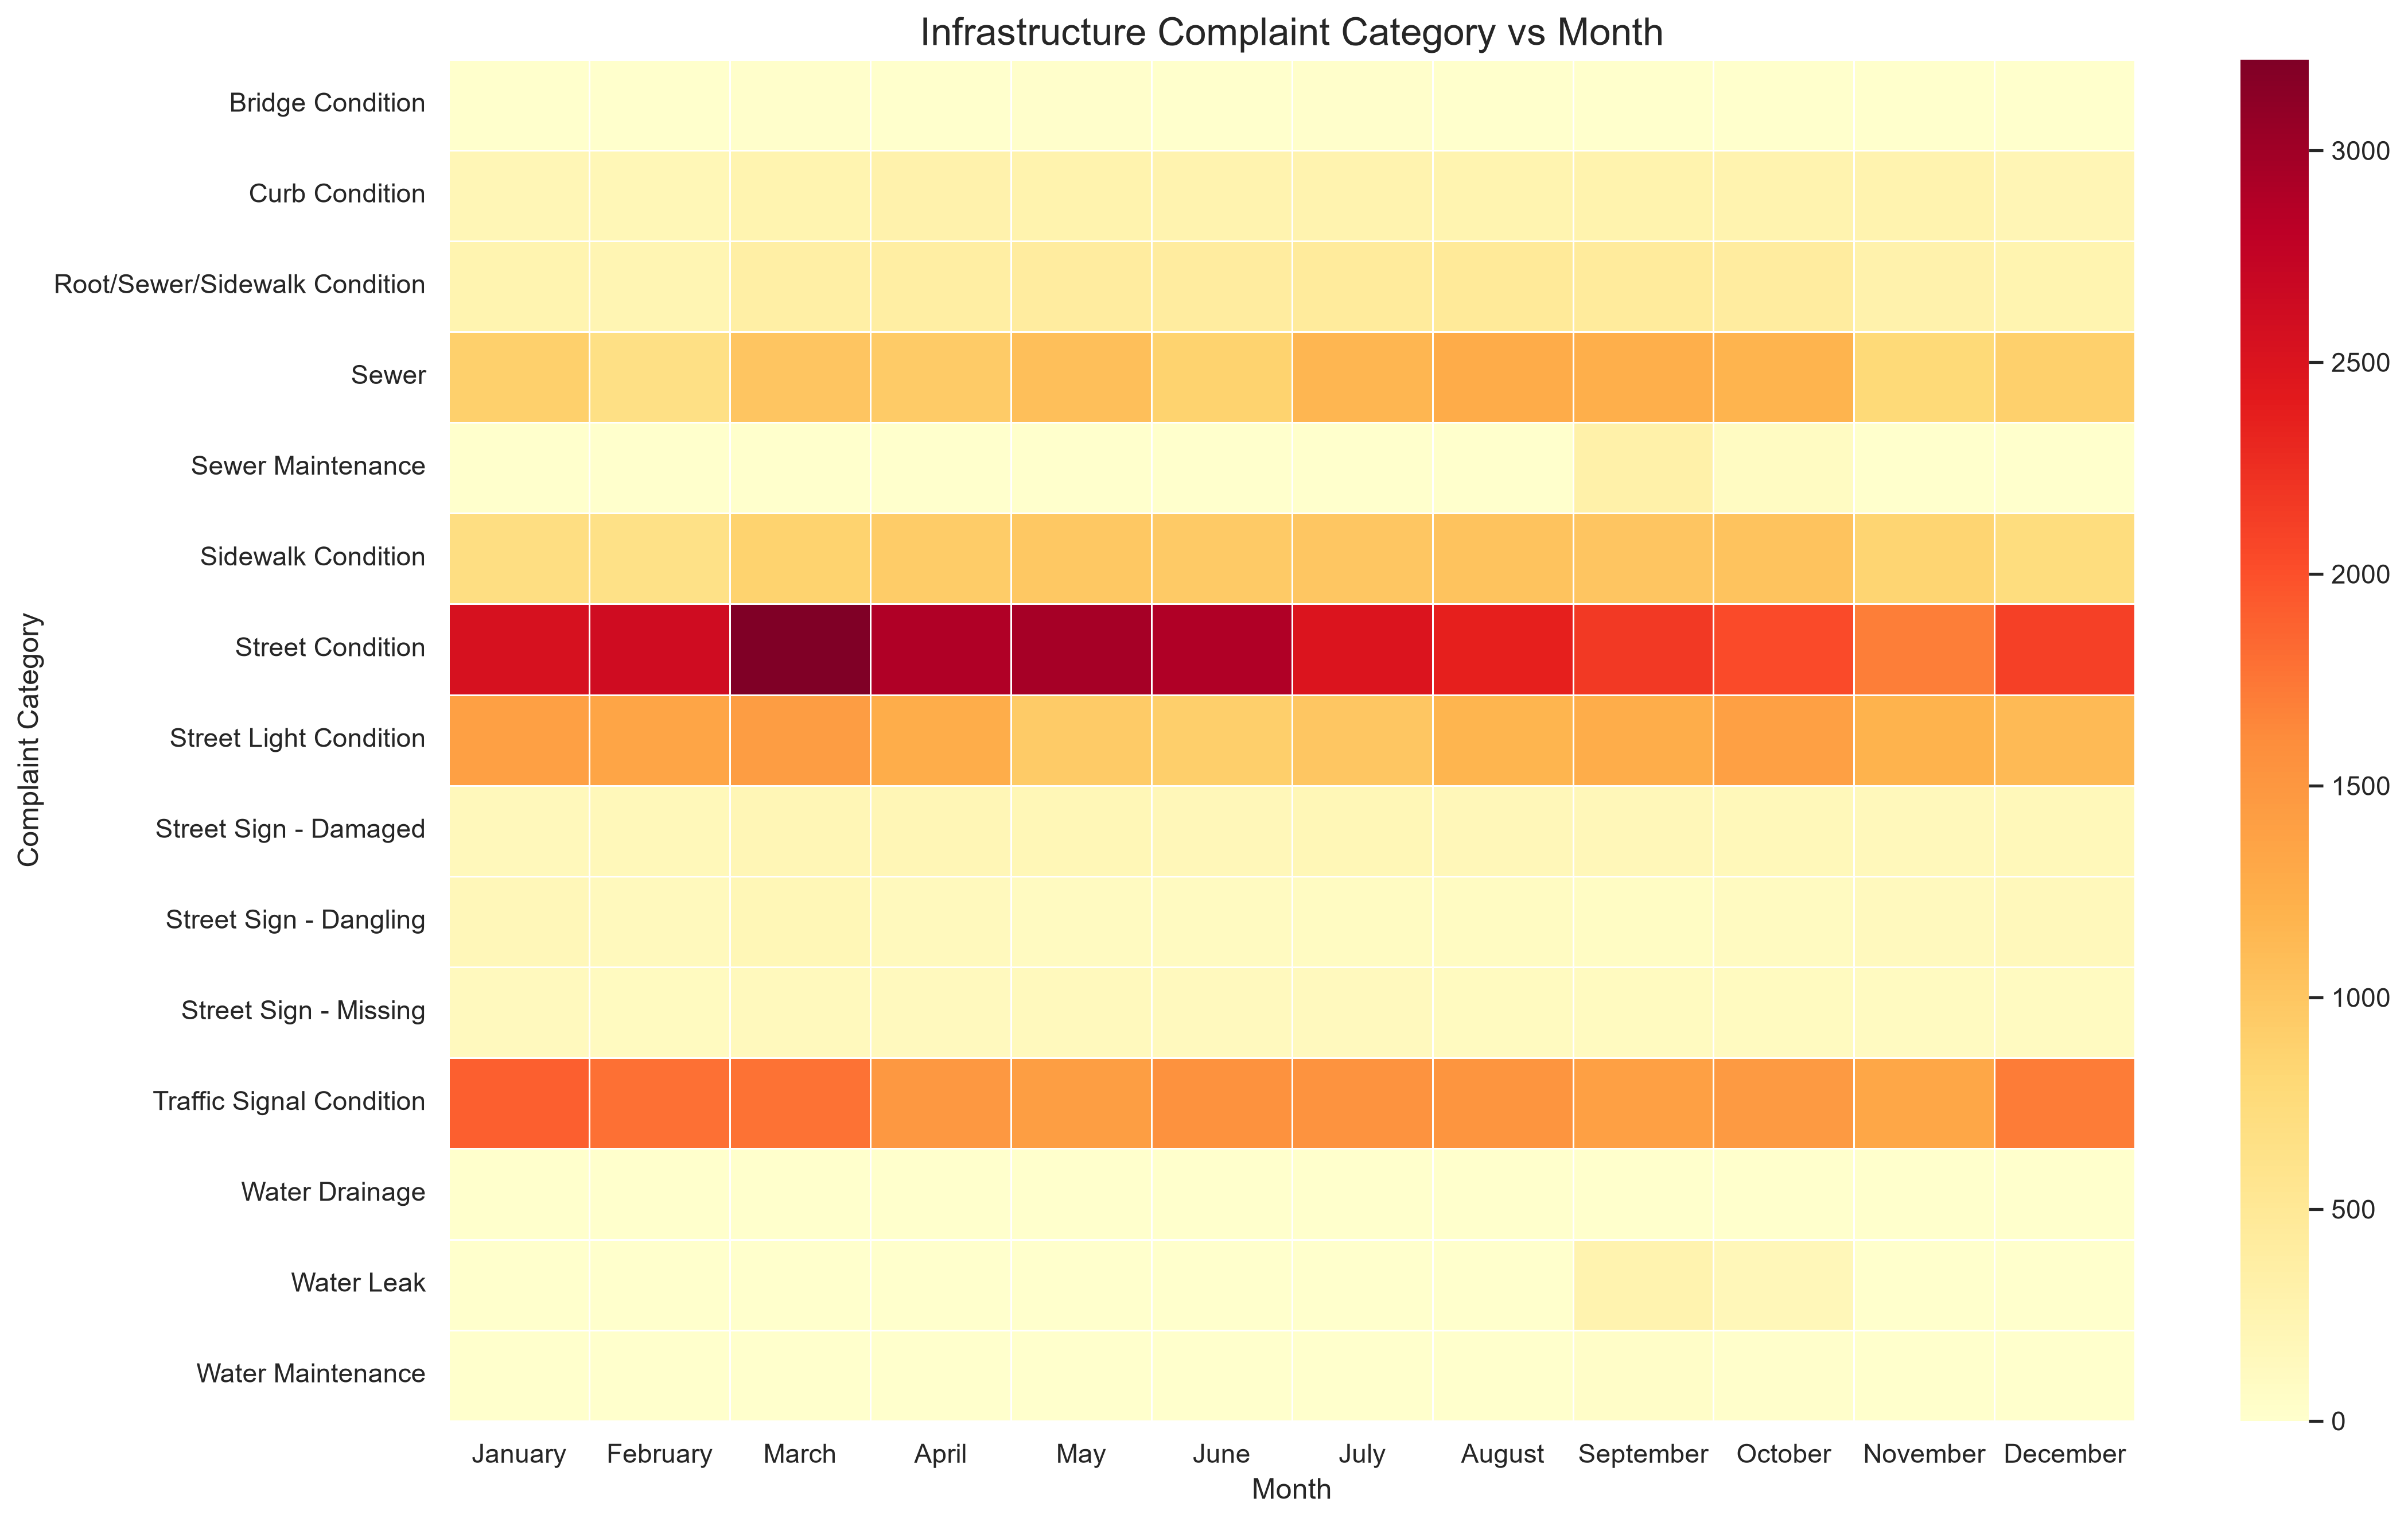 Infrastructure Complaint Category vs Month
Complaint Category
Bridge Condition
Curb Condition
Root/Sewer/Sidewalk Condition
Sewer
Sewer Maintenance
Sidewalk Condition
Street Condition
Street Light Condition
Street Sign - Damaged
Street Sign - Dangling
Street Sign - Missing
Traffic Signal Condition
Water Drainage
Water Leak
Water Maintenance
January February March April May June July August September October November December
Month
3000
2500
2000
1500
1000
500
0